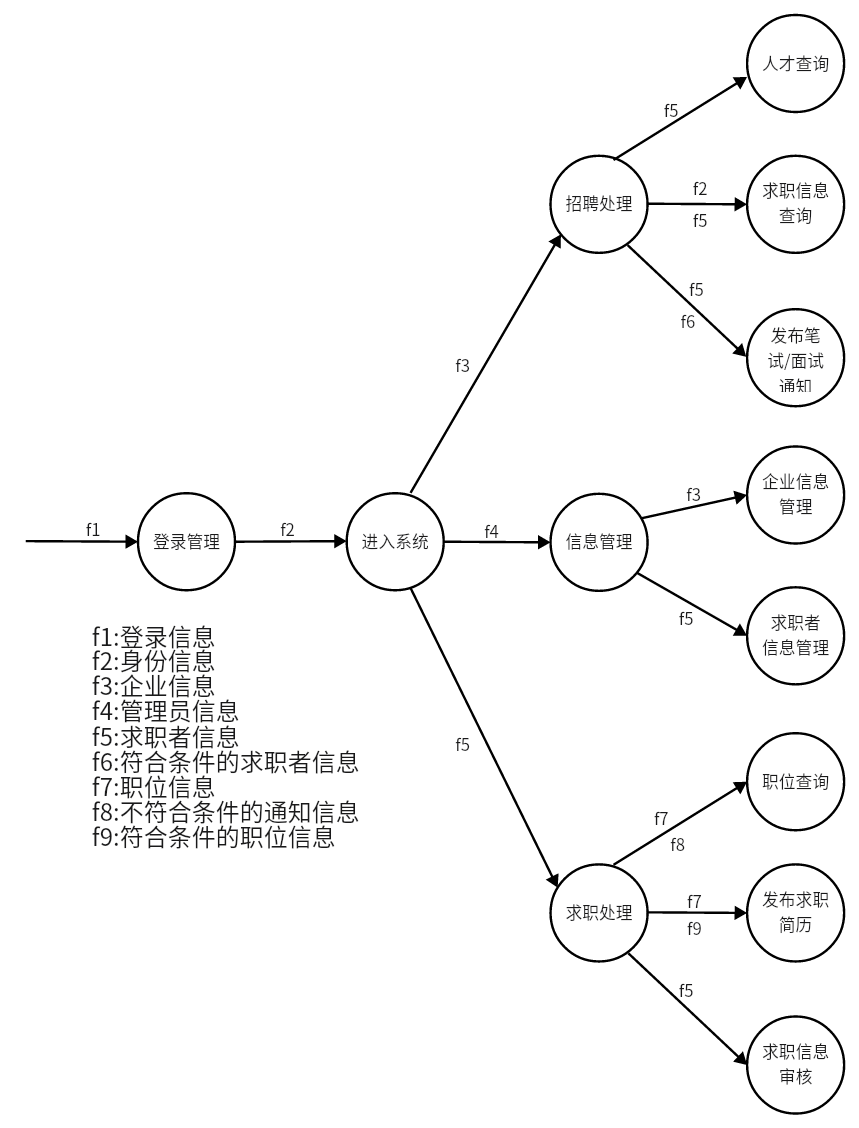 人才查询
f5
招聘处理
f2
f5
求职信息
查询
f5
f6
发布笔
试/面试
通知
f3
企业信息
管理
f3
f1
登录管理
f2
进入系统
f4
信息管理
f5
求职者
信息管理
f1:登录信息
f2:身份信息
f3:企业信息
f4:管理员信息
f5:求职者信息
f6:符合条件的求职者信息
f7:职位信息
f8:不符合条件的通知信息
f9:符合条件的职位信息
f5
职位查询
f7
f8
求职处理
f7
f9
发布求职
简历
f5
求职信息
审核